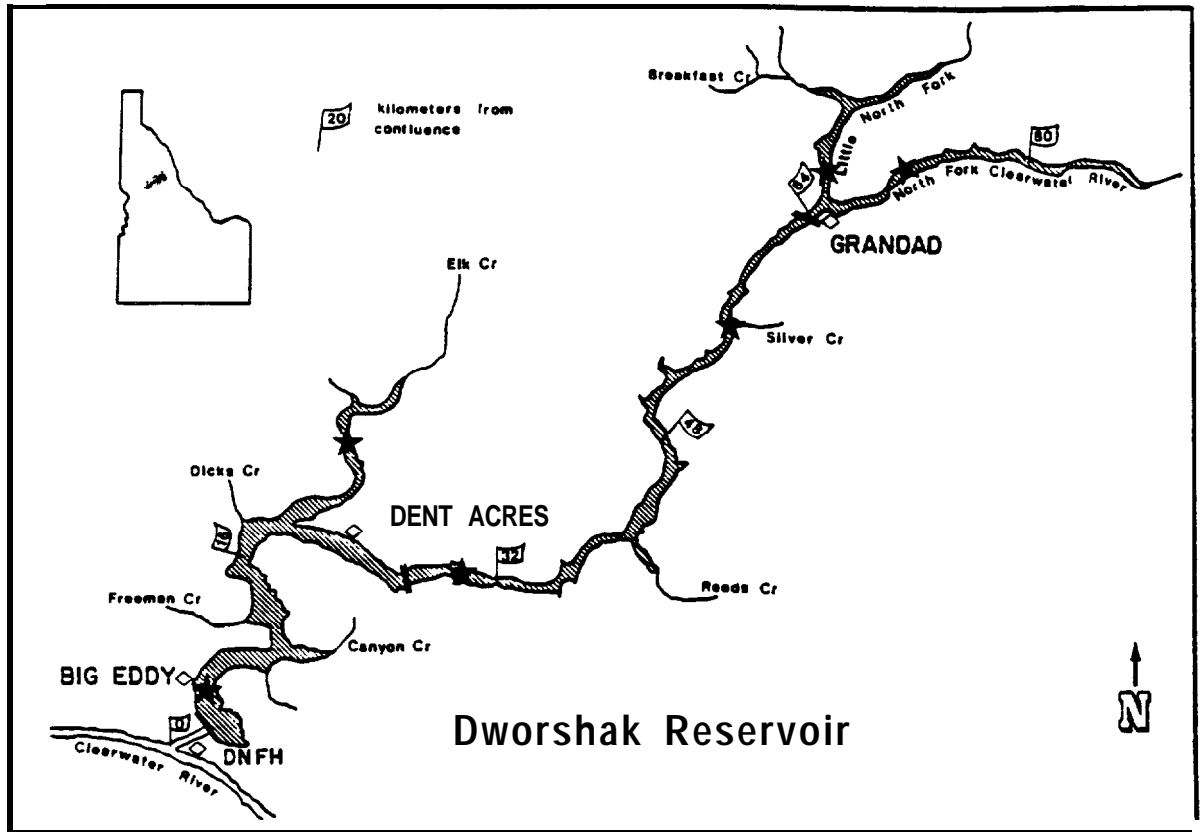 Breakfast Cr
20
kilometers from
confluence
Little North Fork
80
North Fork Clearwater River
64
GRANDAD
Elk Cr
Silver Cr
48
Dicks Cr
DENT ACRES
16
32
Freeman Cr
Reeds Cr
Canyon Cr
BIG EDDY
N
Dworshak Reservoir
0
DNFH
Clearwater River